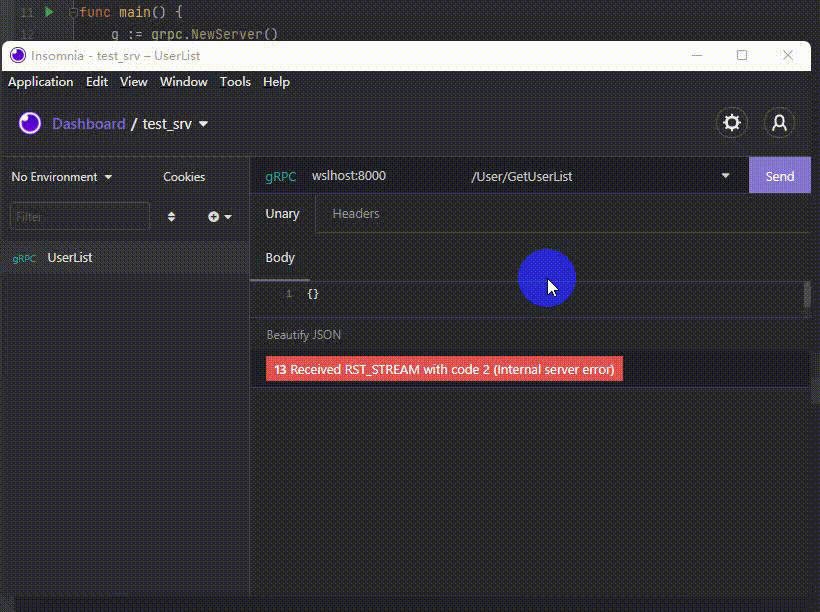 11 func main() {
12 g := grpc.NewServer()
Insomnia - test_srv – UserList
Application Edit View Window Tools Help
Dashboard / test_srv
No Environment Cookies
gRPC wslhost:8000 /User/GetUserList Send
Filter
Unary Headers
gRPC UserList
Body
1 {}
Beautify JSON
13 Received RST_STREAM with code 2 (Internal server error)